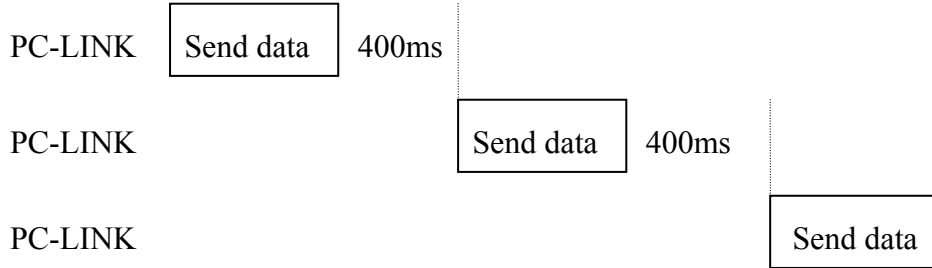 PC-LINK Send data 400ms
PC-LINK Send data 400ms
PC-LINK Send data